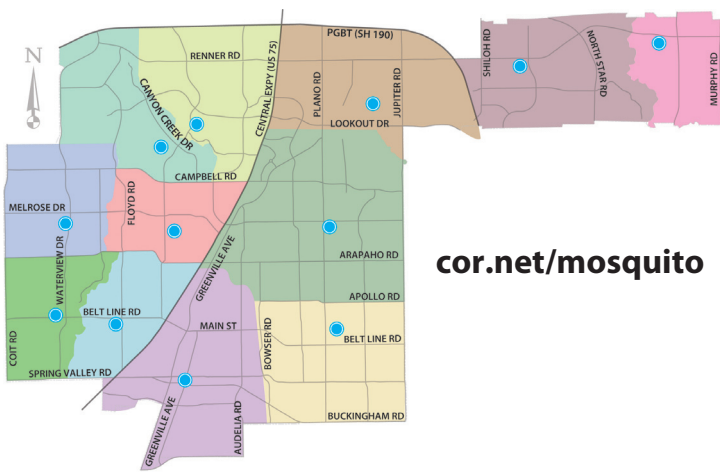 PGBT (SH 190)
RENNER RD
N
CENTRAL EXPY (US 75)
PLANO RD
JUPITER RD
SHILOH RD
NORTH STAR RD
MURPHY RD
CANYON CREEK DR
LOOKOUT DR
CAMPBELL RD
MELROSE DR
FLOYD RD
WATERVIEW DR
GREENVILLE AVE
ARAPAHO RD
cor.net/mosquito
APOLLO RD
BELT LINE RD
MAIN ST
BOWSER RD
BELT LINE RD
COIT RD
SPRING VALLEY RD
GREENVILLE AVE
AUDELIA RD
BUCKINGHAM RD